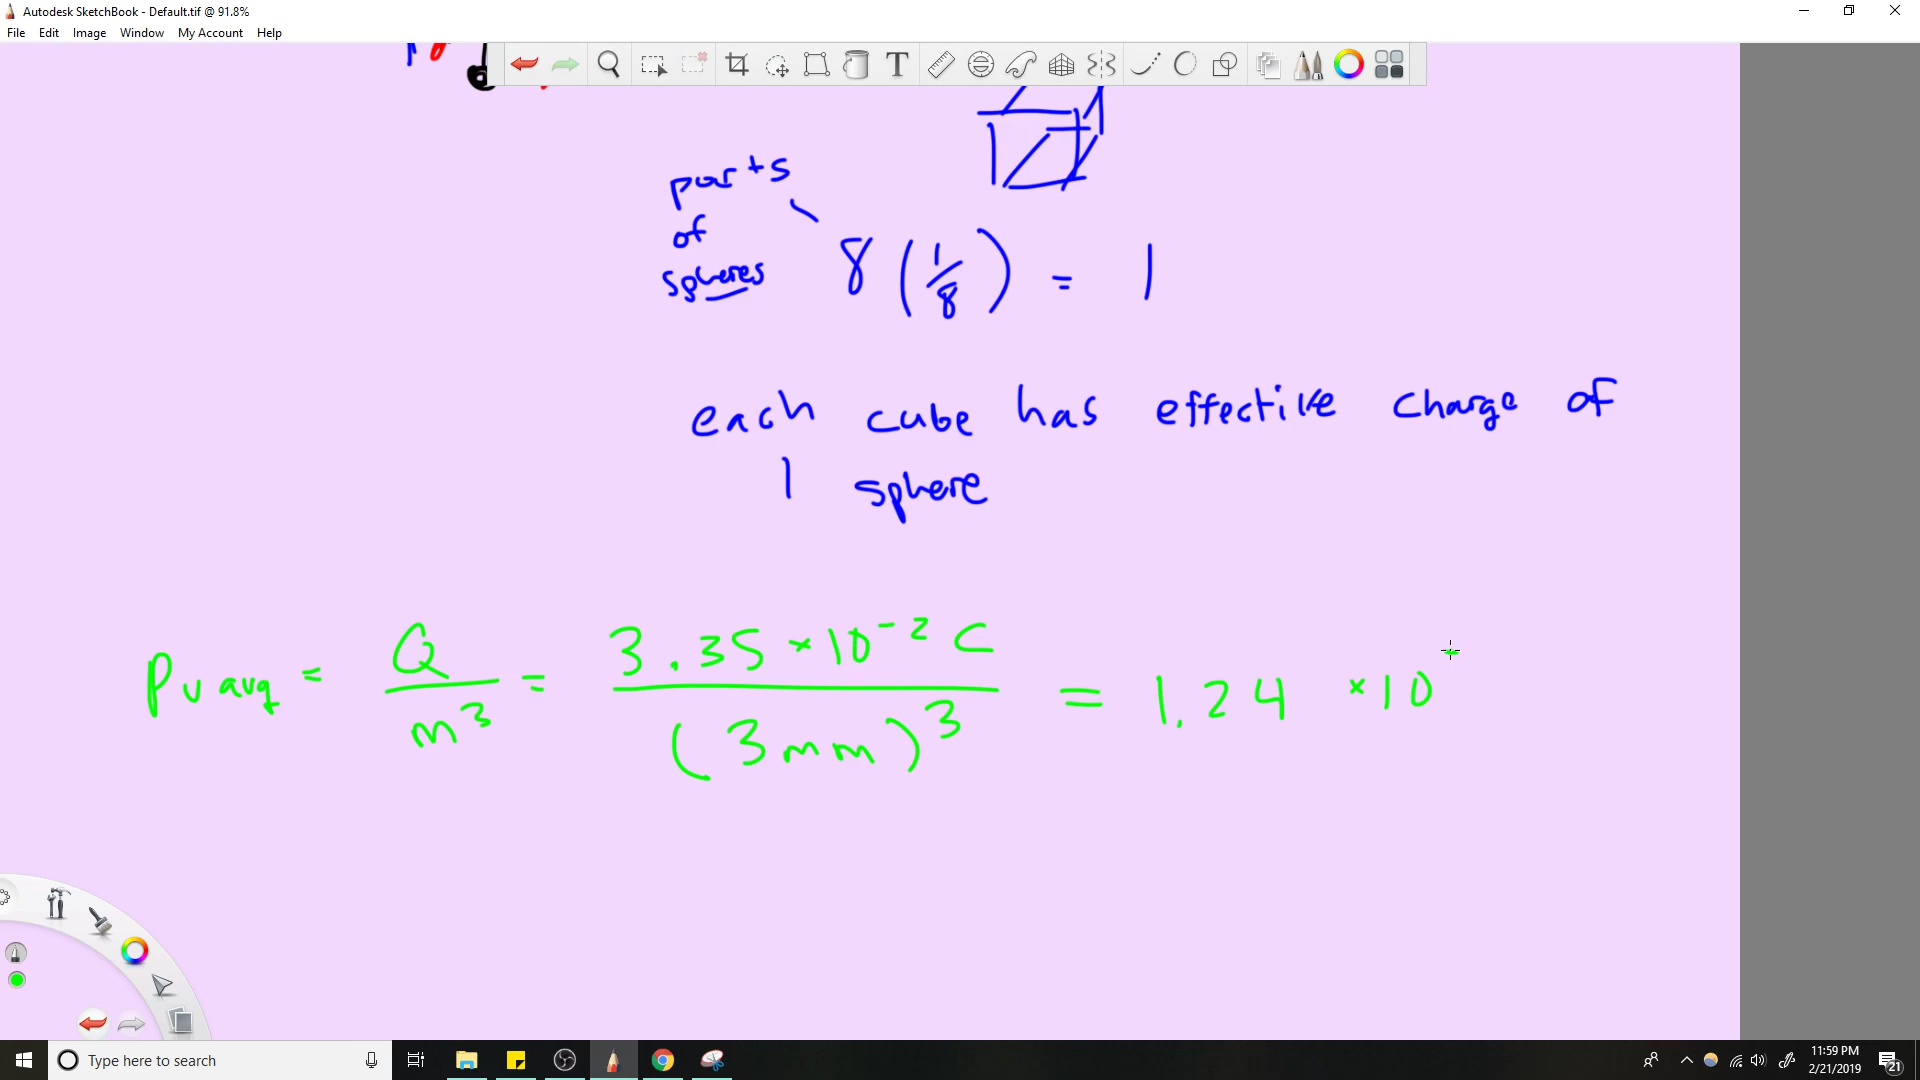 Autodesk SketchBook - Default.tif @ 91.8%
File Edit Image Window My Account Help
T
parts
of
spheres
8 (1/8) = 1
each cube has effective charge of
1 sphere
ρv avg = Q/m³ = 3.35 × 10⁻² C/(3mm)³ = 1.24 × 10
Type here to search
11:59 PM
2/21/2019
21